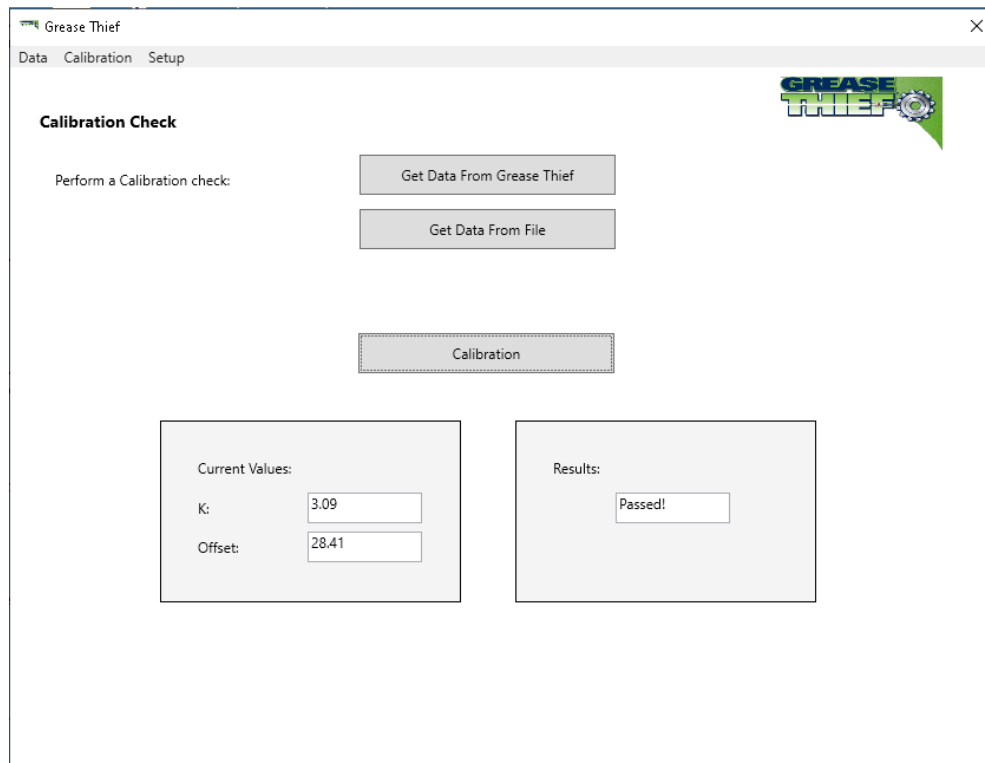 Grease Thief
Data Calibration Setup
GREASE
THIEF
Calibration Check
Perform a Calibration check:
Get Data From Grease Thief
Get Data From File
Calibration
Current Values:
K: 3.09
Offset: 28.41
Results:
Passed!